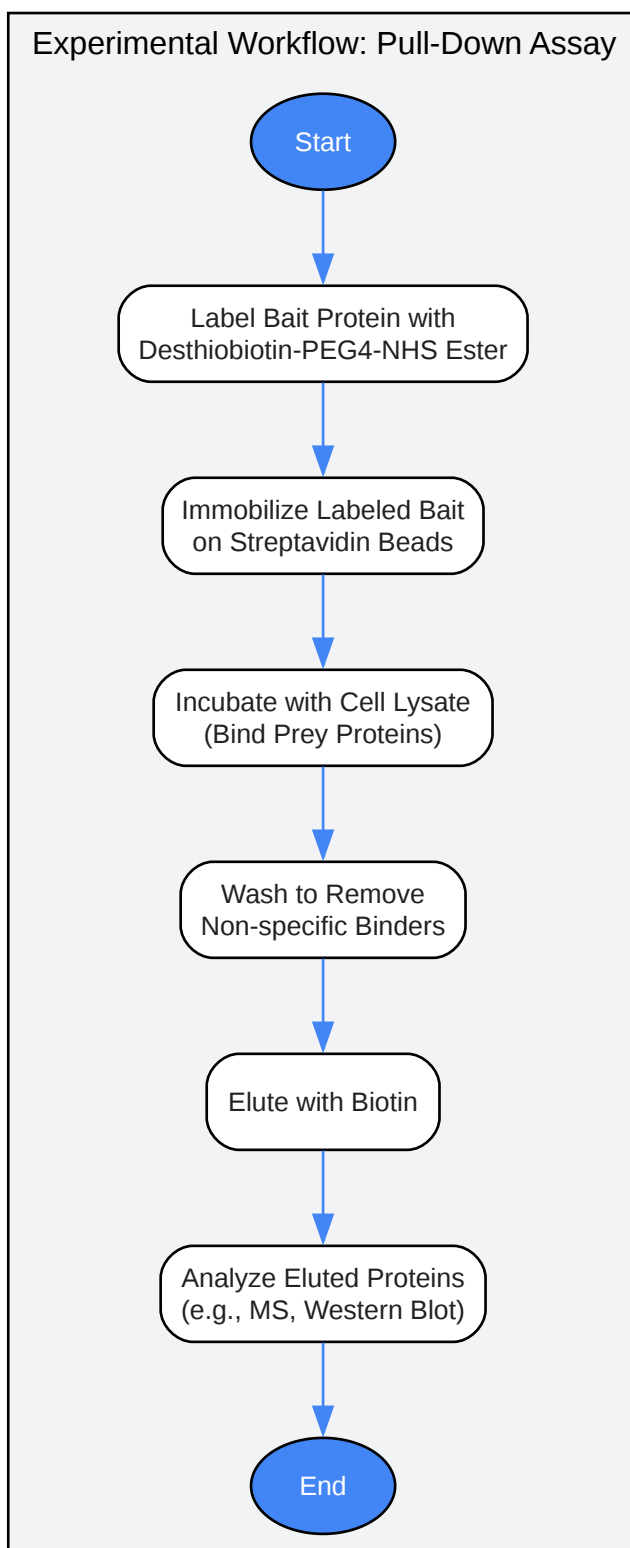 Experimental Workflow: Pull-Down Assay
Start
Label Bait Protein with
Desthiobiotin-PEG4-NHS Ester
Immobilize Labeled Bait
on Streptavidin Beads
Incubate with Cell Lysate
(Bind Prey Proteins)
Wash to Remove
Non-specific Binders
Elute with Biotin
Analyze Eluted Proteins
(e.g., MS, Western Blot)
End